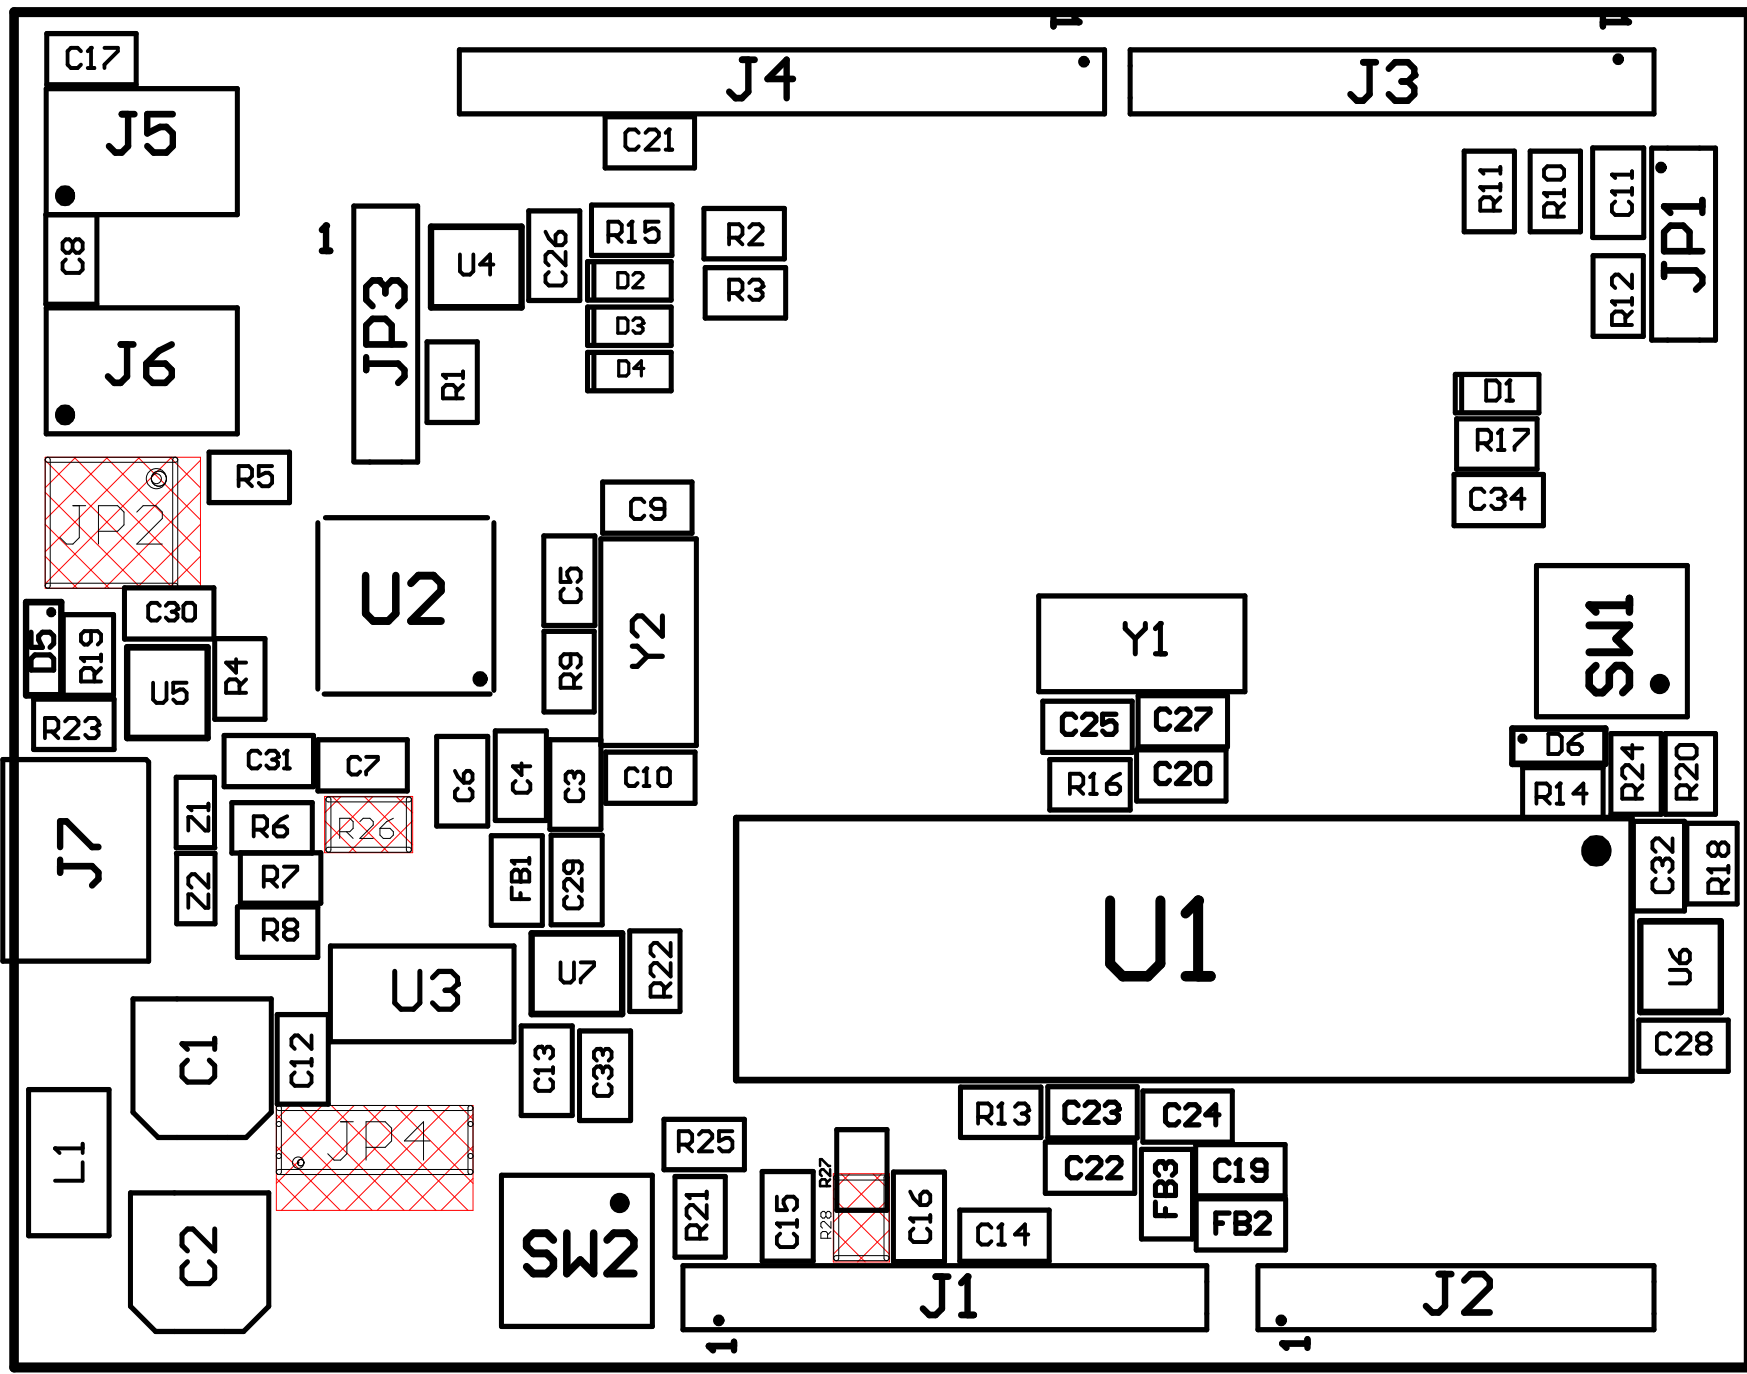 1
1
C17
J4
J3
J5
C21
R11
R10
C11
JP1
1
C8
JP3
U4
C26
R15
R2
D2
R3
D3
R12
J6
R1
D4
D1
R17
R5
C34
JP2
C9
U2
C5
Y2
C30
D5
R19
R4
R9
Y1
SW1
U5
R23
C25
C27
D6
C31
C7
C6
C4
C3
C10
R16
C20
R14
R24
R20
Z1
R6
R26
J7
R7
FB1
C29
C32
R18
Z2
R8
U1
U3
U7
R22
U6
C1
C12
C13
C33
C28
L1
JP4
R25
R13
C23
C24
C22
FB3
C19
R27
R28
R21
C15
C16
C14
FB2
C2
SW2
J1
J2
1
1